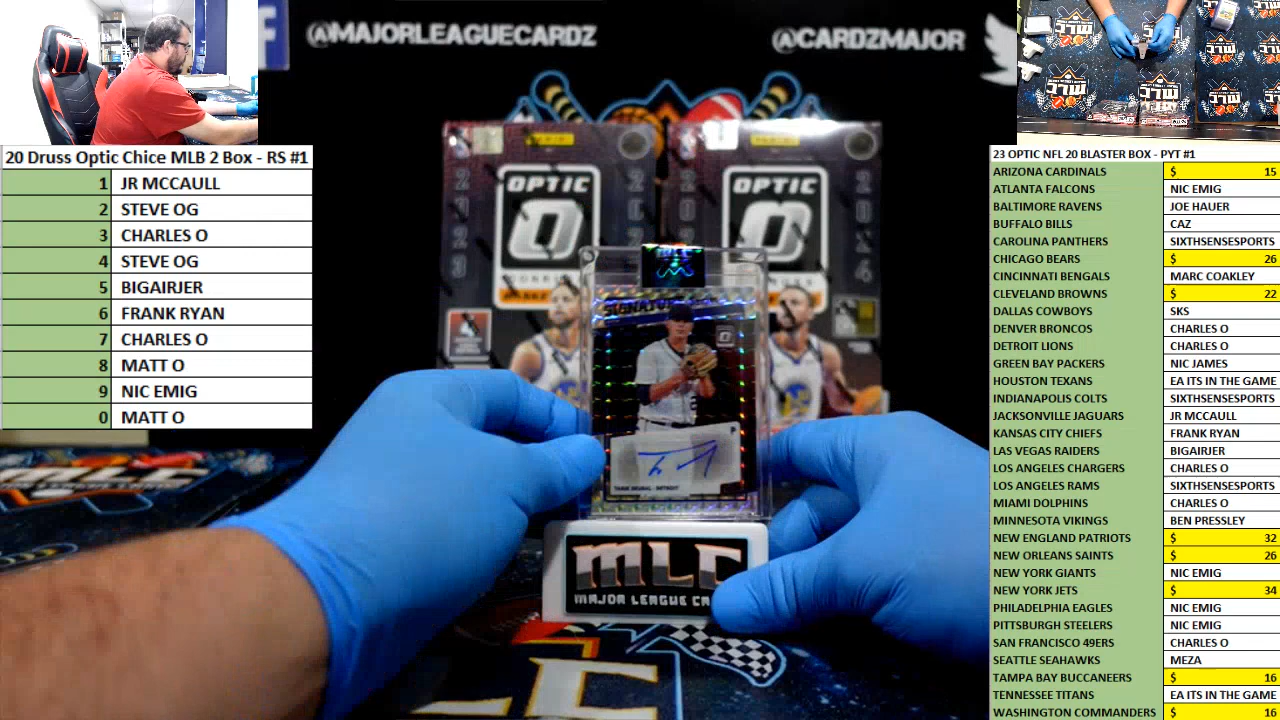 @MAJORLEAGUECARDZ
@CARDZMAJOR
20 Druss Optic Chice MLB 2 Box - RS #1
1 JR MCCAULL
2 STEVE OG
3 CHARLES O
4 STEVE OG
5 BIGAIRJER
6 FRANK RYAN
7 CHARLES O
8 MATT O
9 NIC EMIG
0 MATT O
OPTIC
OPTIC
MLC
SIGNATURE
TARIK SKUBAL - DETROIT
MLC
MAJOR LEAGUE CA
23 OPTIC NFL 20 BLASTER BOX - PYT #1
ARIZONA CARDINALS $ 15
ATLANTA FALCONS NIC EMIG
BALTIMORE RAVENS JOE HAUER
BUFFALO BILLS CAZ
CAROLINA PANTHERS SIXTHSENSESPORTS
CHICAGO BEARS $ 26
CINCINNATI BENGALS MARC COAKLEY
CLEVELAND BROWNS $ 22
DALLAS COWBOYS SKS
DENVER BRONCOS CHARLES O
DETROIT LIONS CHARLES O
GREEN BAY PACKERS NIC JAMES
HOUSTON TEXANS EA ITS IN THE GAME
INDIANAPOLIS COLTS SIXTHSENSESPORTS
JACKSONVILLE JAGUARS JR MCCAULL
KANSAS CITY CHIEFS FRANK RYAN
LAS VEGAS RAIDERS BIGAIRJER
LOS ANGELES CHARGERS CHARLES O
LOS ANGELES RAMS SIXTHSENSESPORTS
MIAMI DOLPHINS CHARLES O
MINNESOTA VIKINGS BEN PRESSLEY
NEW ENGLAND PATRIOTS $ 32
NEW ORLEANS SAINTS $ 26
NEW YORK GIANTS NIC EMIG
NEW YORK JETS $ 34
PHILADELPHIA EAGLES NIC EMIG
PITTSBURGH STEELERS NIC EMIG
SAN FRANCISCO 49ERS CHARLES O
SEATTLE SEAHAWKS MEZA
TAMPA BAY BUCCANEERS $ 16
TENNESSEE TITANS EA ITS IN THE GAME
WASHINGTON COMMANDERS $ 16